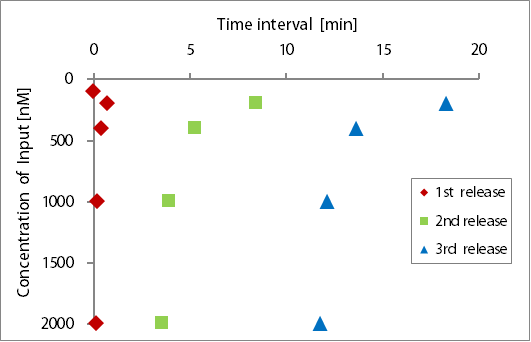 Time interval [min]
0 5 10 15 20
0
500
1000
1500
2000
Concentration of Input [nM]
1st release
2nd release
3rd release